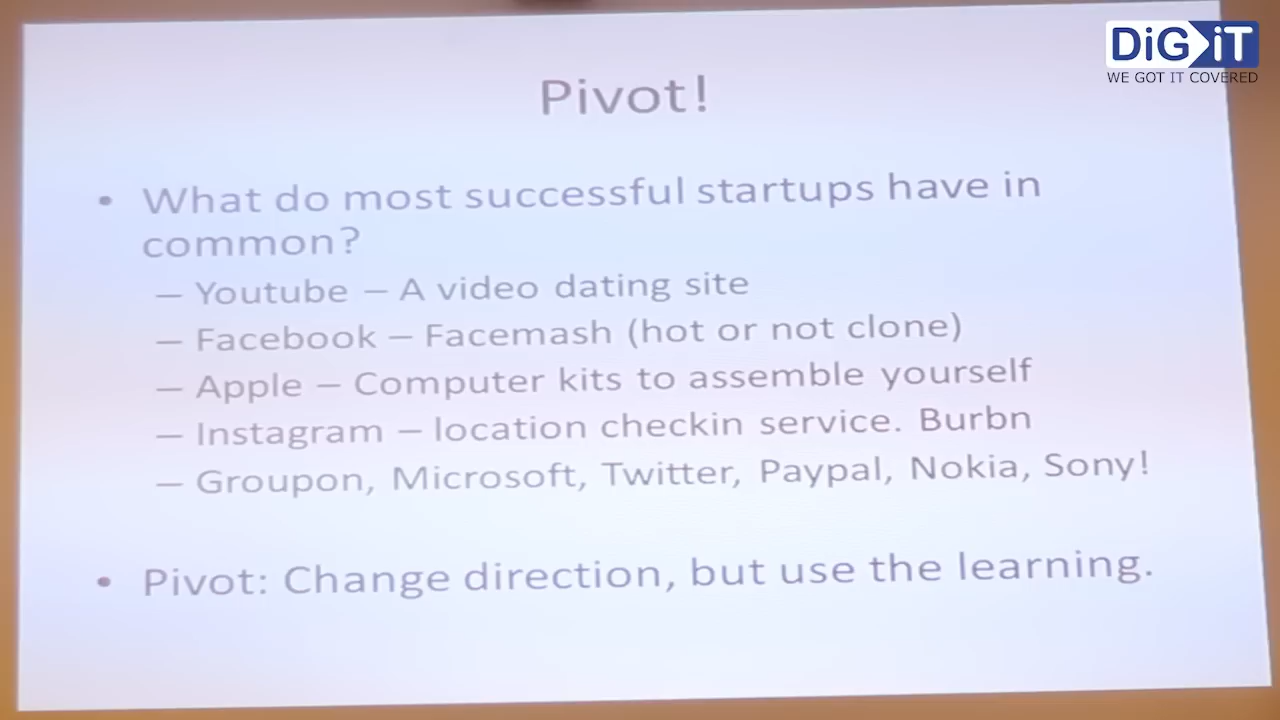 DiGiT
WE GOT IT COVERED
Pivot!
• What do most successful startups have in
common?
– Youtube – A video dating site
– Facebook – Facemash (hot or not clone)
– Apple – Computer kits to assemble yourself
– Instagram – location checkin service. Burbn
– Groupon, Microsoft, Twitter, Paypal, Nokia, Sony!
• Pivot: Change direction, but use the learning.